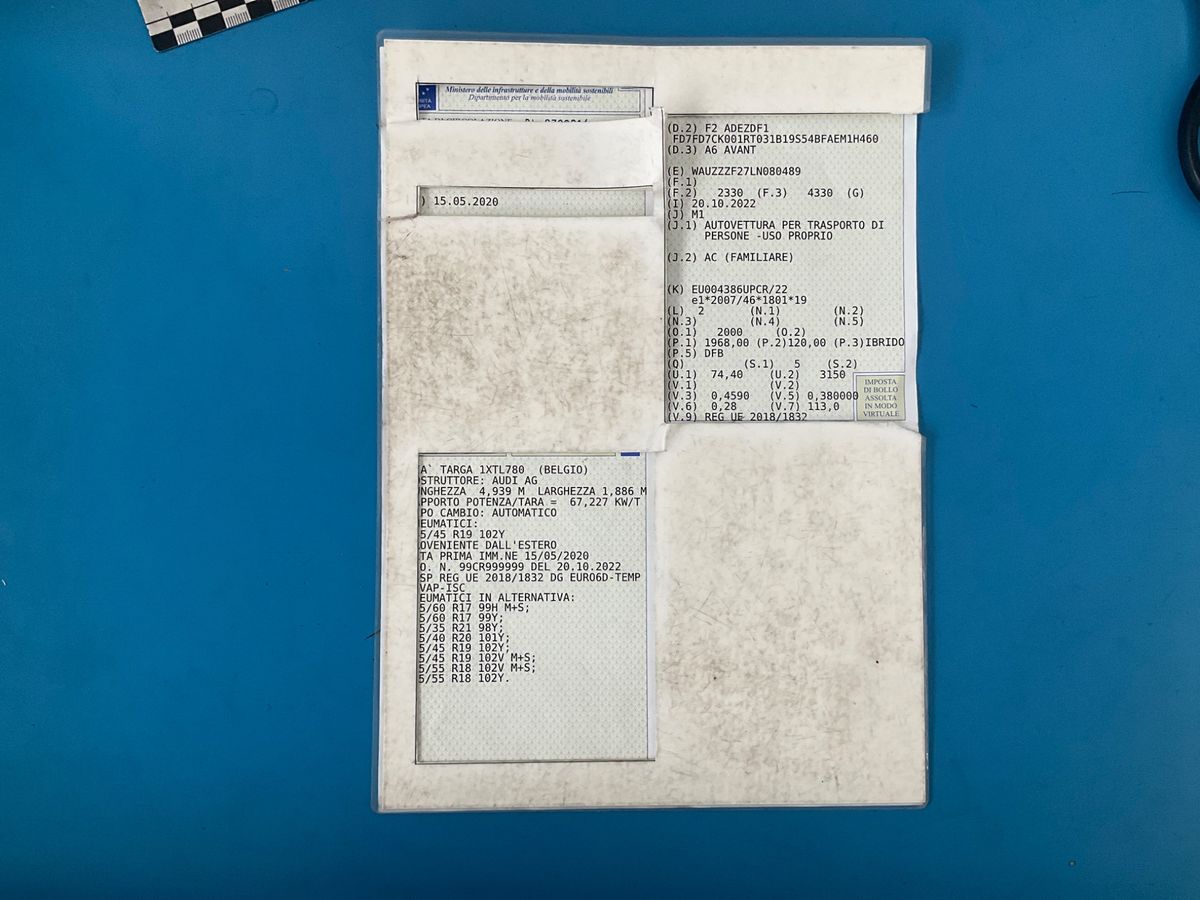 Ministero delle infrastrutture e della mobilità sostenibili
Dipartimento per la mobilità sostenibile
) 15.05.2020
A` TARGA 1XTL780 (BELGIO)
STRUTTORE: AUDI AG
NGHEZZA 4,939 M LARGHEZZA 1,886 M
PPORTO POTENZA/TARA = 67,227 KW/T
PO CAMBIO: AUTOMATICO
EUMATICI:
5/45 R19 102Y
OVENIENTE DALL'ESTERO
TA PRIMA IMM.NE 15/05/2020
O. N. 99CR999999 DEL 20.10.2022
SP REG UE 2018/1832 DG EURO6D-TEMP
VAP-ISC
EUMATICI IN ALTERNATIVA:
5/60 R17 99H M+S;
5/60 R17 99Y;
5/35 R21 98Y;
5/40 R20 101Y;
5/45 R19 102Y;
5/45 R19 102V M+S;
5/55 R18 102V M+S;
5/55 R18 102Y.
(D.2) F2 ADEZDF1
FD7FD7CK001RT031B19S54BFAEM1H460
(D.3) A6 AVANT
(E) WAUZZZF27LN080489
(F.1)
(F.2) 2330 (F.3) 4330 (G)
(I) 20.10.2022
(J) M1
(J.1) AUTOVETTURA PER TRASPORTO DI
PERSONE -USO PROPRIO
(J.2) AC (FAMILIARE)
(K) EU004386UPCR/22
e1*2007/46*1801*19
(L) 2 (N.1) (N.2)
(N.3) (N.4) (N.5)
(O.1) 2000 (O.2)
(P.1) 1968,00 (P.2)120,00 (P.3)IBRIDO
(P.5) DFB
(Q) (S.1) 5 (S.2)
(U.1) 74,40 (U.2) 3150
(V.1) (V.2)
(V.3) 0,4590 (V.5) 0,380000
(V.6) 0,28 (V.7) 113,0
(V.9) REG UE 2018/1832
IMPOSTA
DI BOLLO
ASSOLTA
IN MODO
VIRTUALE